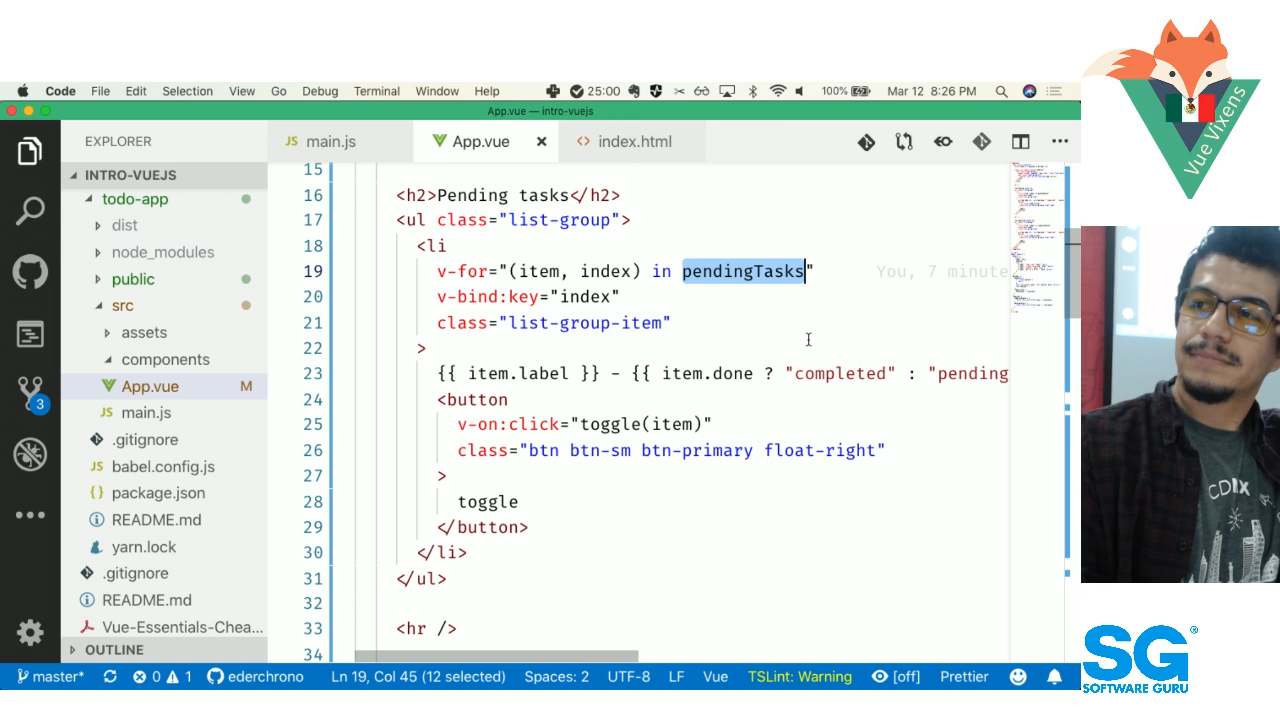 Code File Edit Selection View Go Debug Terminal Window Help 25:00 100% Mar 12 8:26 PM
App.vue — intro-vuejs
EXPLORER
main.js
App.vue
index.html
INTRO-VUEJS
todo-app
dist
node_modules
public
src
assets
components
App.vue M
main.js
.gitignore
babel.config.js
package.json
README.md
yarn.lock
.gitignore
README.md
Vue-Essentials-Chea...
OUTLINE
3
15
16 <h2>Pending tasks</h2>
17 <ul class="list-group">
18 <li
19 v-for="(item, index) in pendingTasks" You, 7 minute
20 v-bind:key="index"
21 class="list-group-item"
22 >
23 {{ item.label }} - {{ item.done ? "completed" : "pending
24 <button
25 v-on:click="toggle(item)"
26 class="btn btn-sm btn-primary float-right"
27 >
28 toggle
29 </button>
30 </li>
31 </ul>
32
33 <hr />
34
master* 0 1 ederchrono Ln 19, Col 45 (12 selected) Spaces: 2 UTF-8 LF Vue TSLint: Warning [off] Prettier
Vue Vixens
CDMX
SG®
SOFTWARE GURU